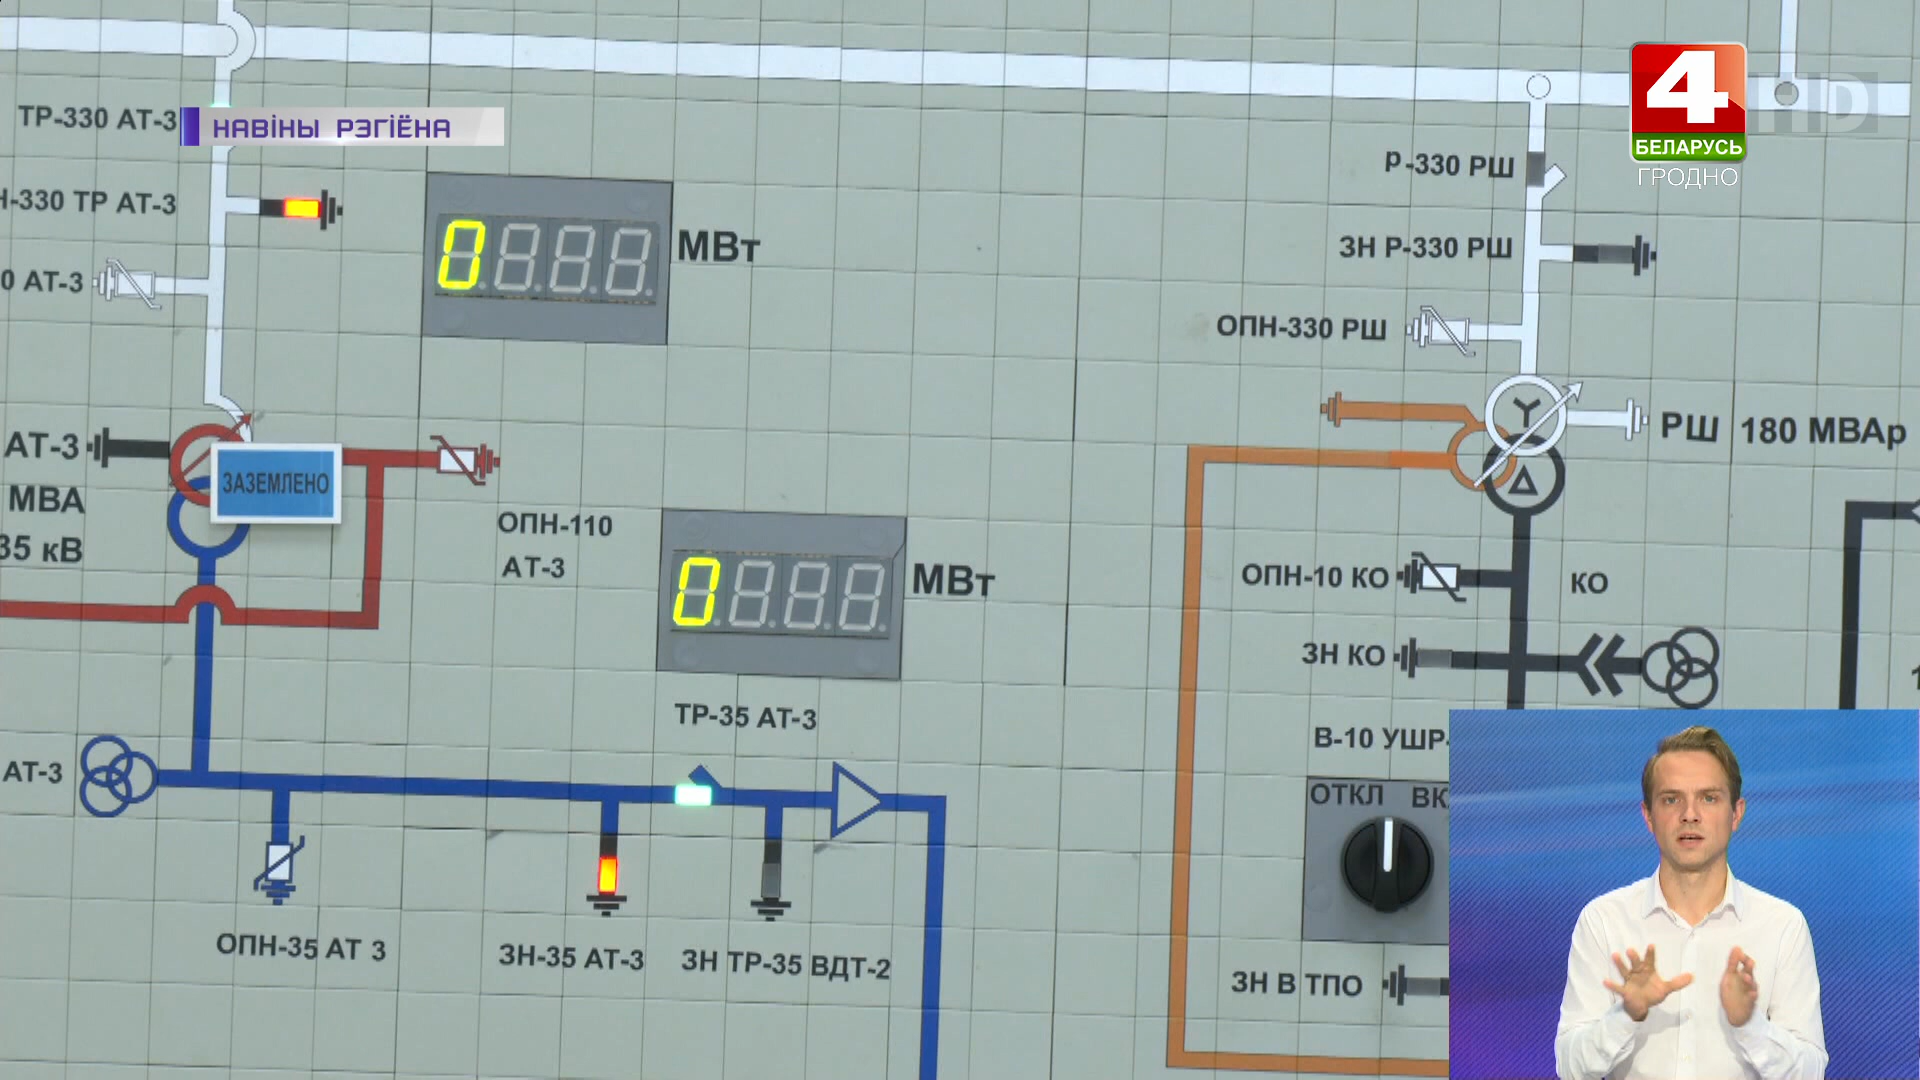 ТР-330 АТ-3
НАВІНЫ РЭГІЁНА
4
HD
БЕЛАРУСЬ
ГРОДНО
Р-330 РШ
Н-330 ТР АТ-3
0
МВт
ЗН Р-330 РШ
0 АТ-3
ОПН-330 РШ
АТ-3
РШ 180 МВАр
ЗАЗЕМЛЕНО
МВА
35 кВ
ОПН-110
АТ-3
0
МВт
ОПН-10 КО
КО
ЗН КО
ТР-35 АТ-3
В-10 УШР-
АТ-3
ОТКЛ ВК
ОПН-35 АТ 3
ЗН-35 АТ-3
ЗН ТР-35 ВДТ-2
ЗН В ТПО